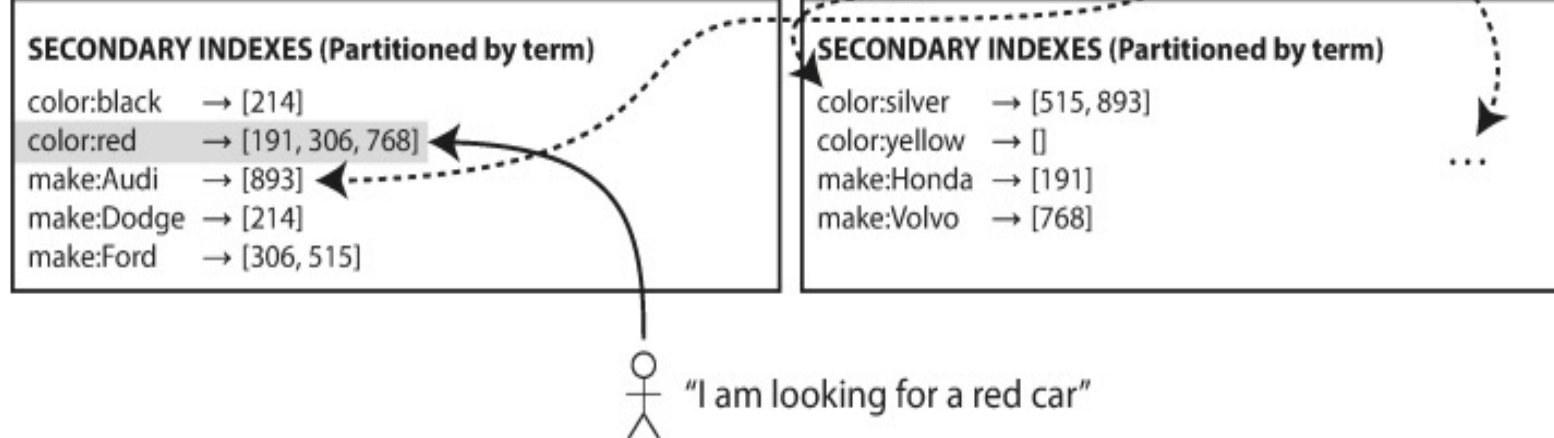 SECONDARY INDEXES (Partitioned by term)
color:black → [214]
color:red → [191, 306, 768]
make:Audi → [893]
make:Dodge → [214]
make:Ford → [306, 515]
SECONDARY INDEXES (Partitioned by term)
color:silver → [515, 893]
color:yellow → []
make:Honda → [191]
make:Volvo → [768]
...
“I am looking for a red car”